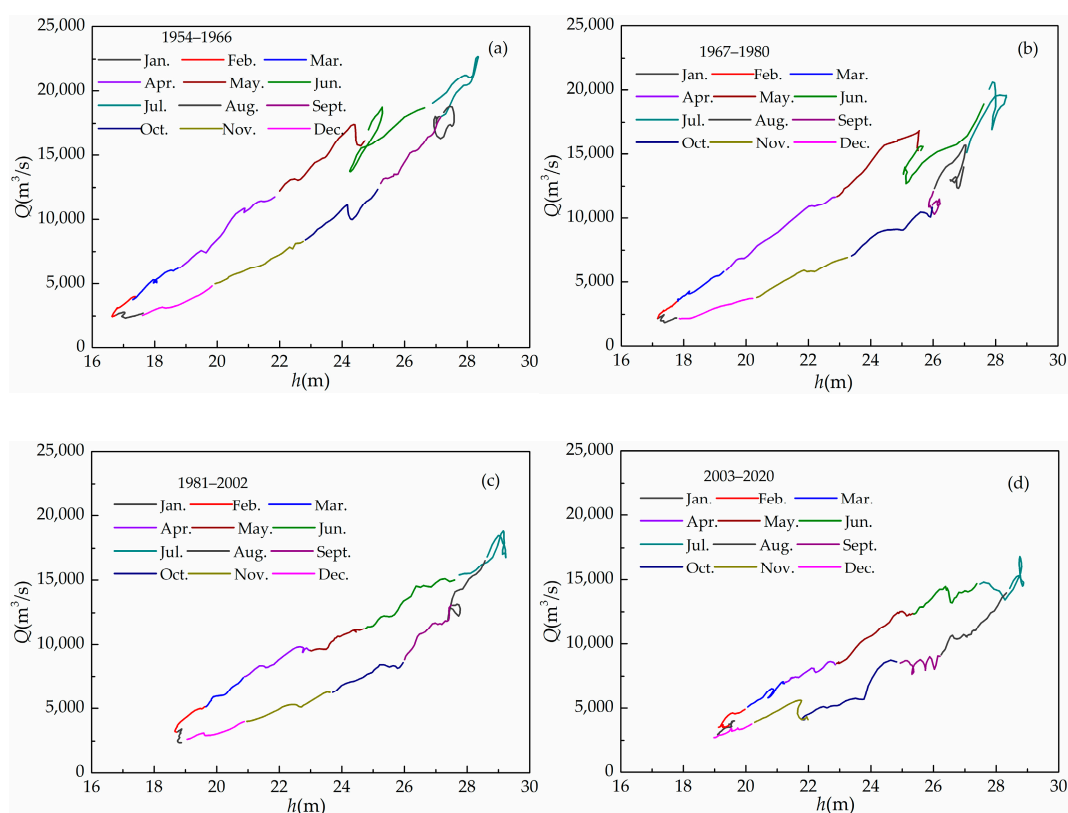 25,000
1954–1966
(a)
Jan. Feb. Mar.
20,000
Apr. May. Jun.
Jul. Aug. Sept.
Oct. Nov. Dec.
15,000
10,000
5,000
0
Q(m³/s)
16 18 20 22 24 26 28 30
h(m)
25,000
1967–1980
(b)
Jan. Feb. Mar.
20,000
Apr. May. Jun.
Jul. Aug. Sept.
Oct. Nov. Dec.
15,000
10,000
5,000
0
Q(m³/s)
16 18 20 22 24 26 28 30
h(m)
25,000
1981–2002
(c)
Jan. Feb. Mar.
20,000
Apr. May. Jun.
Jul. Aug. Sept.
Oct. Nov. Dec.
15,000
10,000
5,000
0
Q(m³/s)
16 18 20 22 24 26 28 30
h(m)
25,000
2003–2020
(d)
Jan. Feb. Mar.
20,000
Apr. May. Jun.
Jul. Aug. Sept.
Oct. Nov. Dec.
15,000
10,000
5,000
0
Q(m³/s)
16 18 20 22 24 26 28 30
h(m)